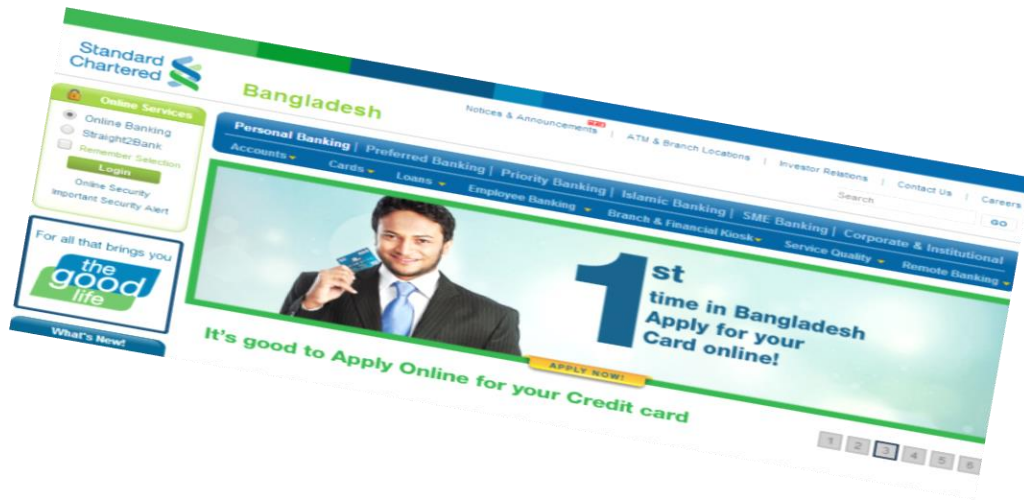 Standard
Chartered
Bangladesh
Notices & Announcements
ATM & Branch Locations
Investor Relations
Contact Us
Careers
Search
GO
Online Services
Online Banking
Straight2Bank
Remember Selection
Login
Online Security
Important Security Alert
Personal Banking | Preferred Banking | Priority Banking | Islamic Banking | SME Banking | Corporate & Institutional
Accounts Cards Loans Employee Banking Branch & Financial Kiosk Service Quality Remote Banking
For all that brings you
the
good
life
What's New!
1st
time in Bangladesh
Apply for your
Card online!
APPLY NOW!
It's good to Apply Online for your Credit card
1 2 3 4 5 6